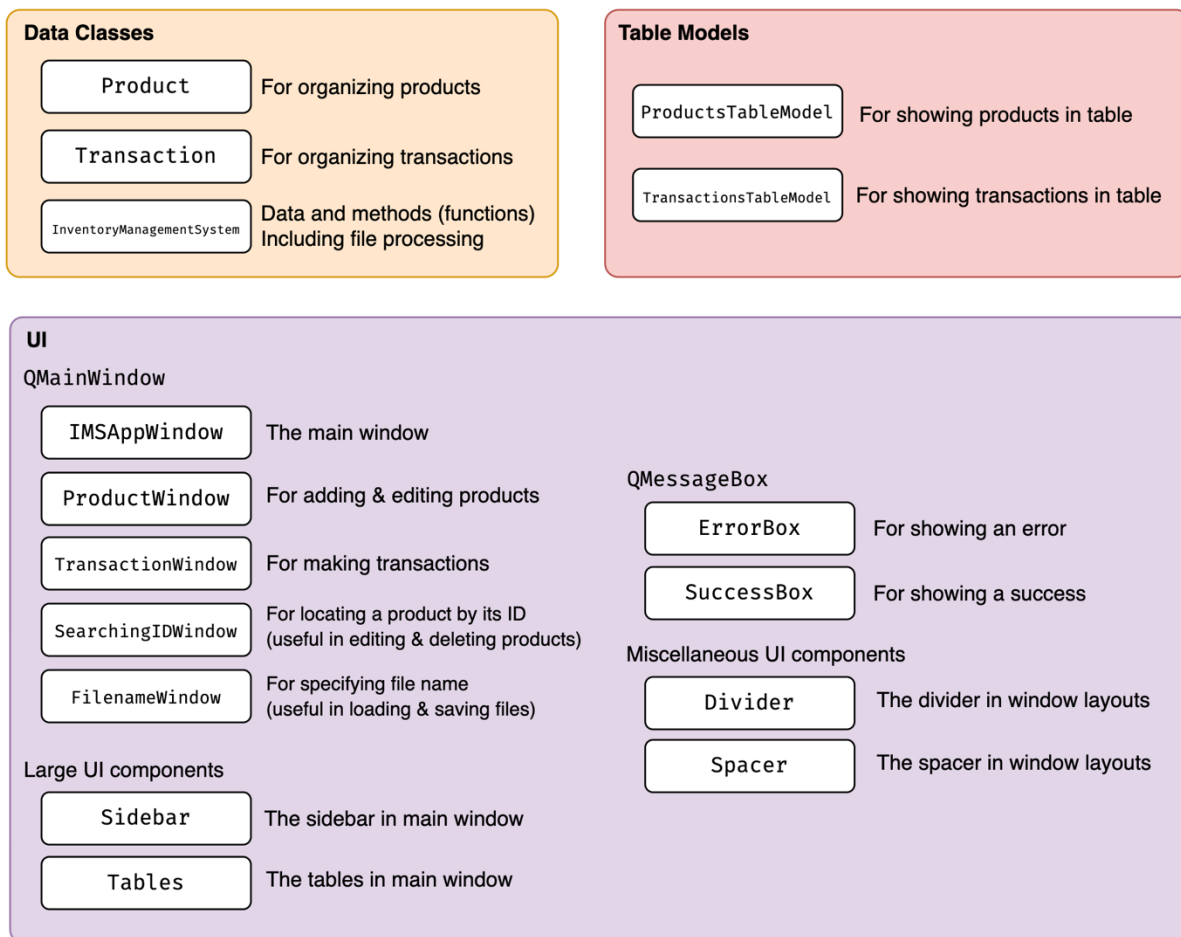 Data Classes
Product
For organizing products
Transaction
For organizing transactions
InventoryManagementSystem
Data and methods (functions)
Including file processing
Table Models
ProductsTableModel
For showing products in table
TransactionsTableModel
For showing transactions in table
UI
QMainWindow
IMSAppWindow
The main window
ProductWindow
For adding & editing products
TransactionWindow
For making transactions
SearchingIDWindow
For locating a product by its ID
(useful in editing & deleting products)
FilenameWindow
For specifying file name
(useful in loading & saving files)
Large UI components
Sidebar
The sidebar in main window
Tables
The tables in main window
QMessageBox
ErrorBox
For showing an error
SuccessBox
For showing a success
Miscellaneous UI components
Divider
The divider in window layouts
Spacer
The spacer in window layouts